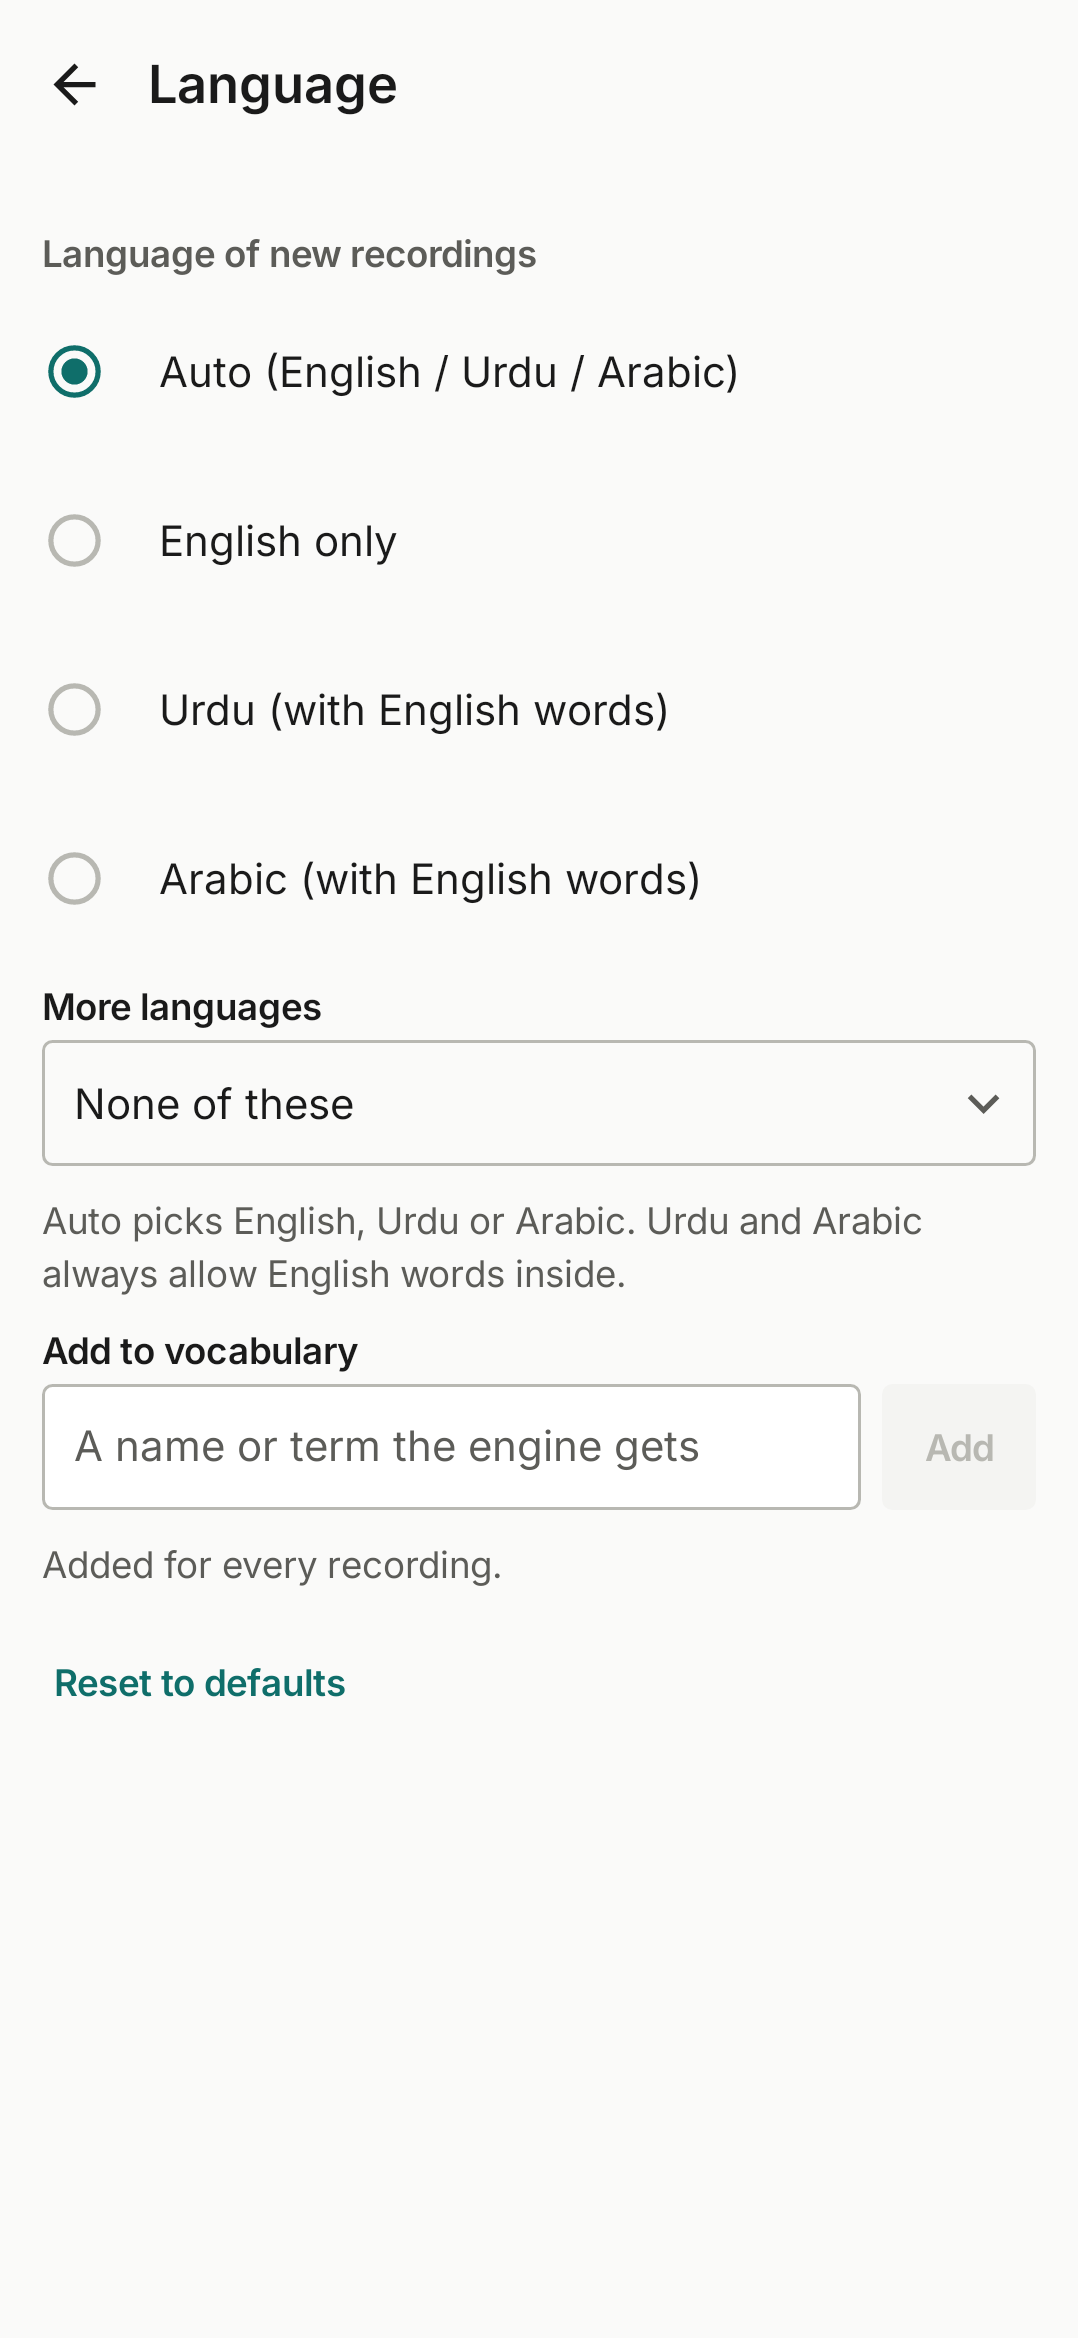 Language
Language of new recordings
Auto (English / Urdu / Arabic)
English only
Urdu (with English words)
Arabic (with English words)
More languages
None of these
Auto picks English, Urdu or Arabic. Urdu and Arabic
always allow English words inside.
Add to vocabulary
A name or term the engine gets
Add
Added for every recording.
Reset to defaults